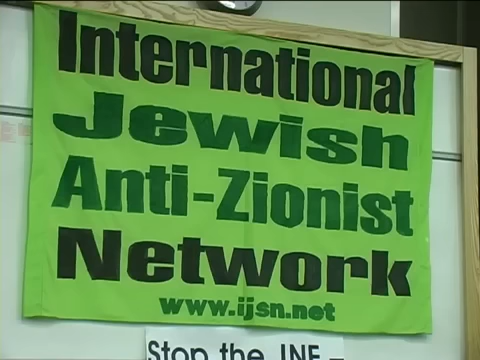 International
Jewish
Anti-Zionist
Network
www.ijsn.net
Stop the JNF -